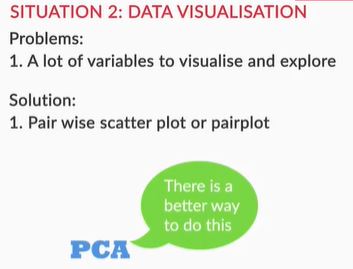 SITUATION 2: DATA VISUALISATION
Problems:
1. A lot of variables to visualise and explore
Solution:
1. Pair wise scatter plot or pairplot
There is a
better way
to do this
PCA